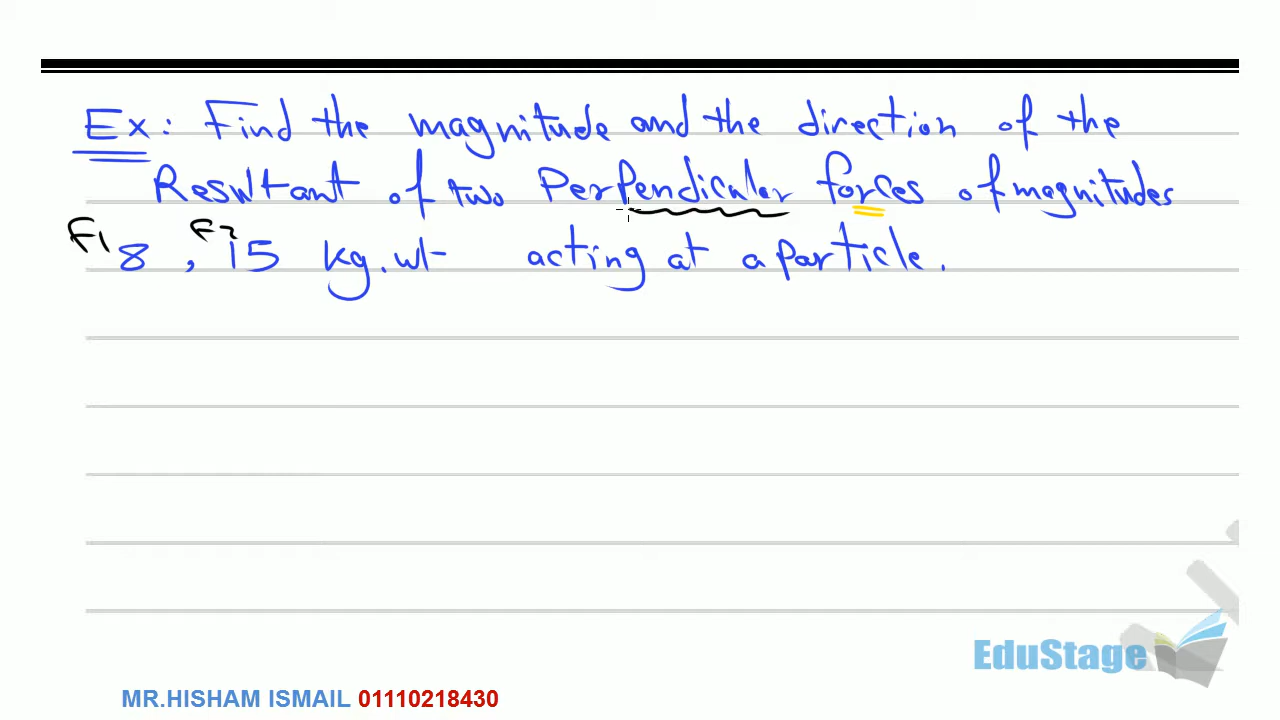 Ex: Find the magnitude and the direction of the
Resultant of two Perpendicular forces of magnitudes
F1 8 , F2 15 kg.wt acting at a particle.
EduStage
MR.HISHAM ISMAIL 01110218430